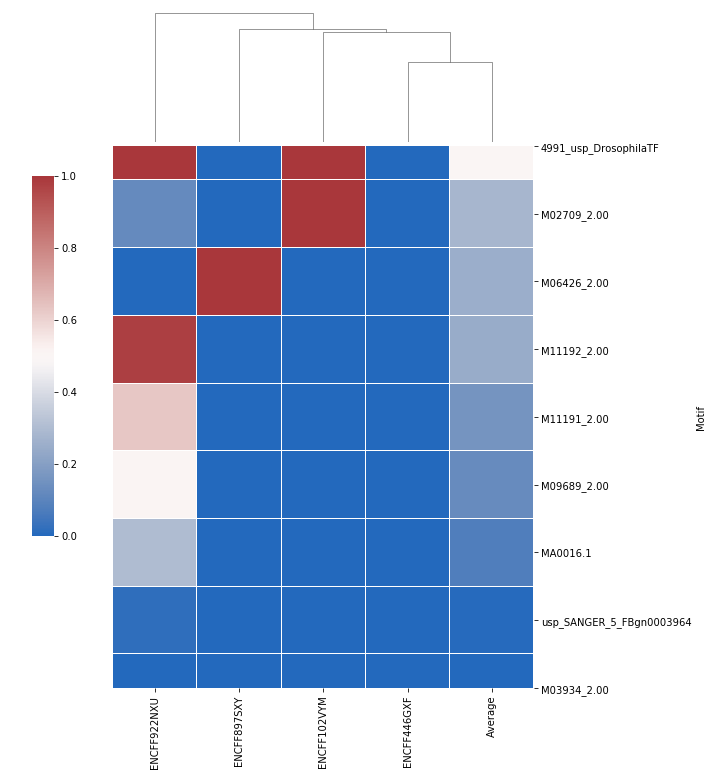 4991_usp_DrosophilaTF
M02709_2.00
M06426_2.00
M11192_2.00
M11191_2.00
M09689_2.00
MA0016.1
usp_SANGER_5_FBgn0003964
M03934_2.00
Motif
1.0
0.8
0.6
0.4
0.2
0.0
ENCFF922NXU
ENCFF897SXY
ENCFF102VYM
ENCFF446GXF
Average